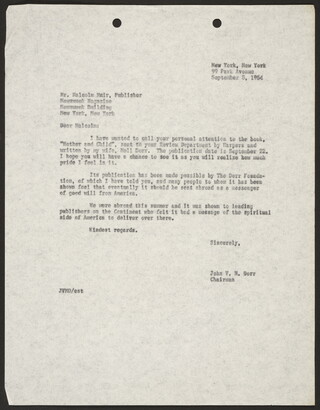 New York, New York
99 Park Avenue
September 8, 1954
Mr. Malcolm Muir, Publisher
Newsweek Magazine
Newsweek Building
New York, New York
Dear Malcolm:
I have wanted to call your personal attention to the book,
"Mother and Child", sent to your Review Department by Harpers and
written by my wife, Nell Dorr. The publication date is September 22.
I hope you will have a chance to see it as you will realize how much
pride I feel in it.
Its publication has been made possible by The Dorr Founda-
tion, of which I have told you, and many people to whom it has been
shown feel that eventually it should be sent abroad as a messenger
of good will from America.
We were abroad this summer and it was shown to leading
publishers on the Continent who felt it had a message of the spiritual
side of America to deliver over there.
Kindest regards.
Sincerely,
John V. N. Dorr
Chairman